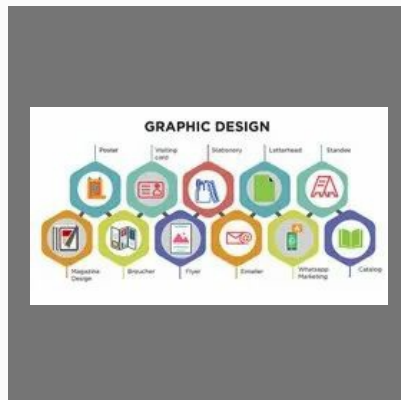 GRAPHIC DESIGN
Poster
Visiting
card
Stationery
Letterhead
Standee
Magazine
Design
Broucher
Flyer
Emailer
Whatsapp
Marketing
Catalog